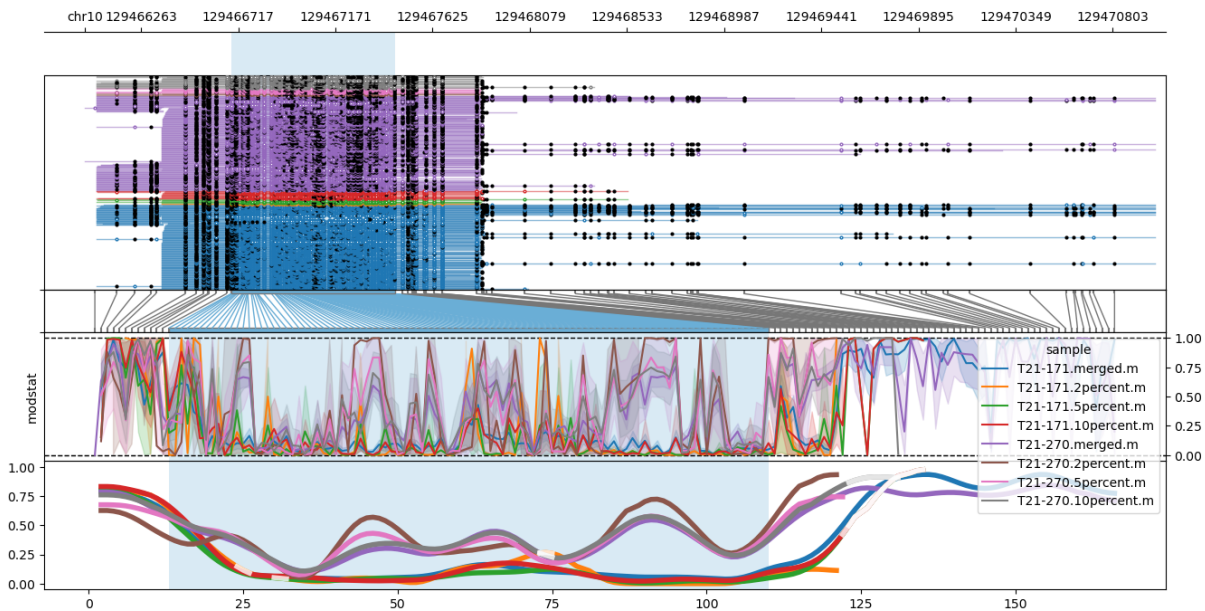 chr10 129466263 129466717 129467171 129467625 129468079 129468533 129468987 129469441 129469895 129470349 129470803
modstat
1.00
0.75
0.50
0.25
0.00
sample
T21-171.merged.m
T21-171.2percent.m
T21-171.5percent.m
T21-171.10percent.m
T21-270.merged.m
T21-270.2percent.m
T21-270.5percent.m
T21-270.10percent.m
1.00
0.75
0.50
0.25
0.00
0 25 50 75 100 125 150